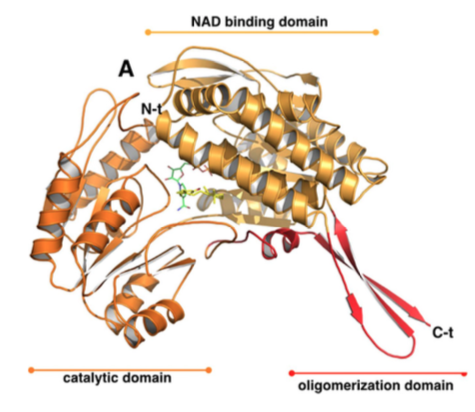 NAD binding domain
A
N-t
C-t
catalytic domain
oligomerization domain